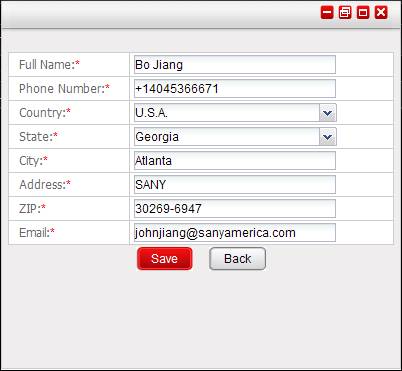 Full Name:* Bo Jiang
Phone Number:* +14045366671
Country:* U.S.A.
State:* Georgia
City:* Atlanta
Address:* SANY
ZIP:* 30269-6947
Email:* johnjiang@sanyamerica.com
Save Back